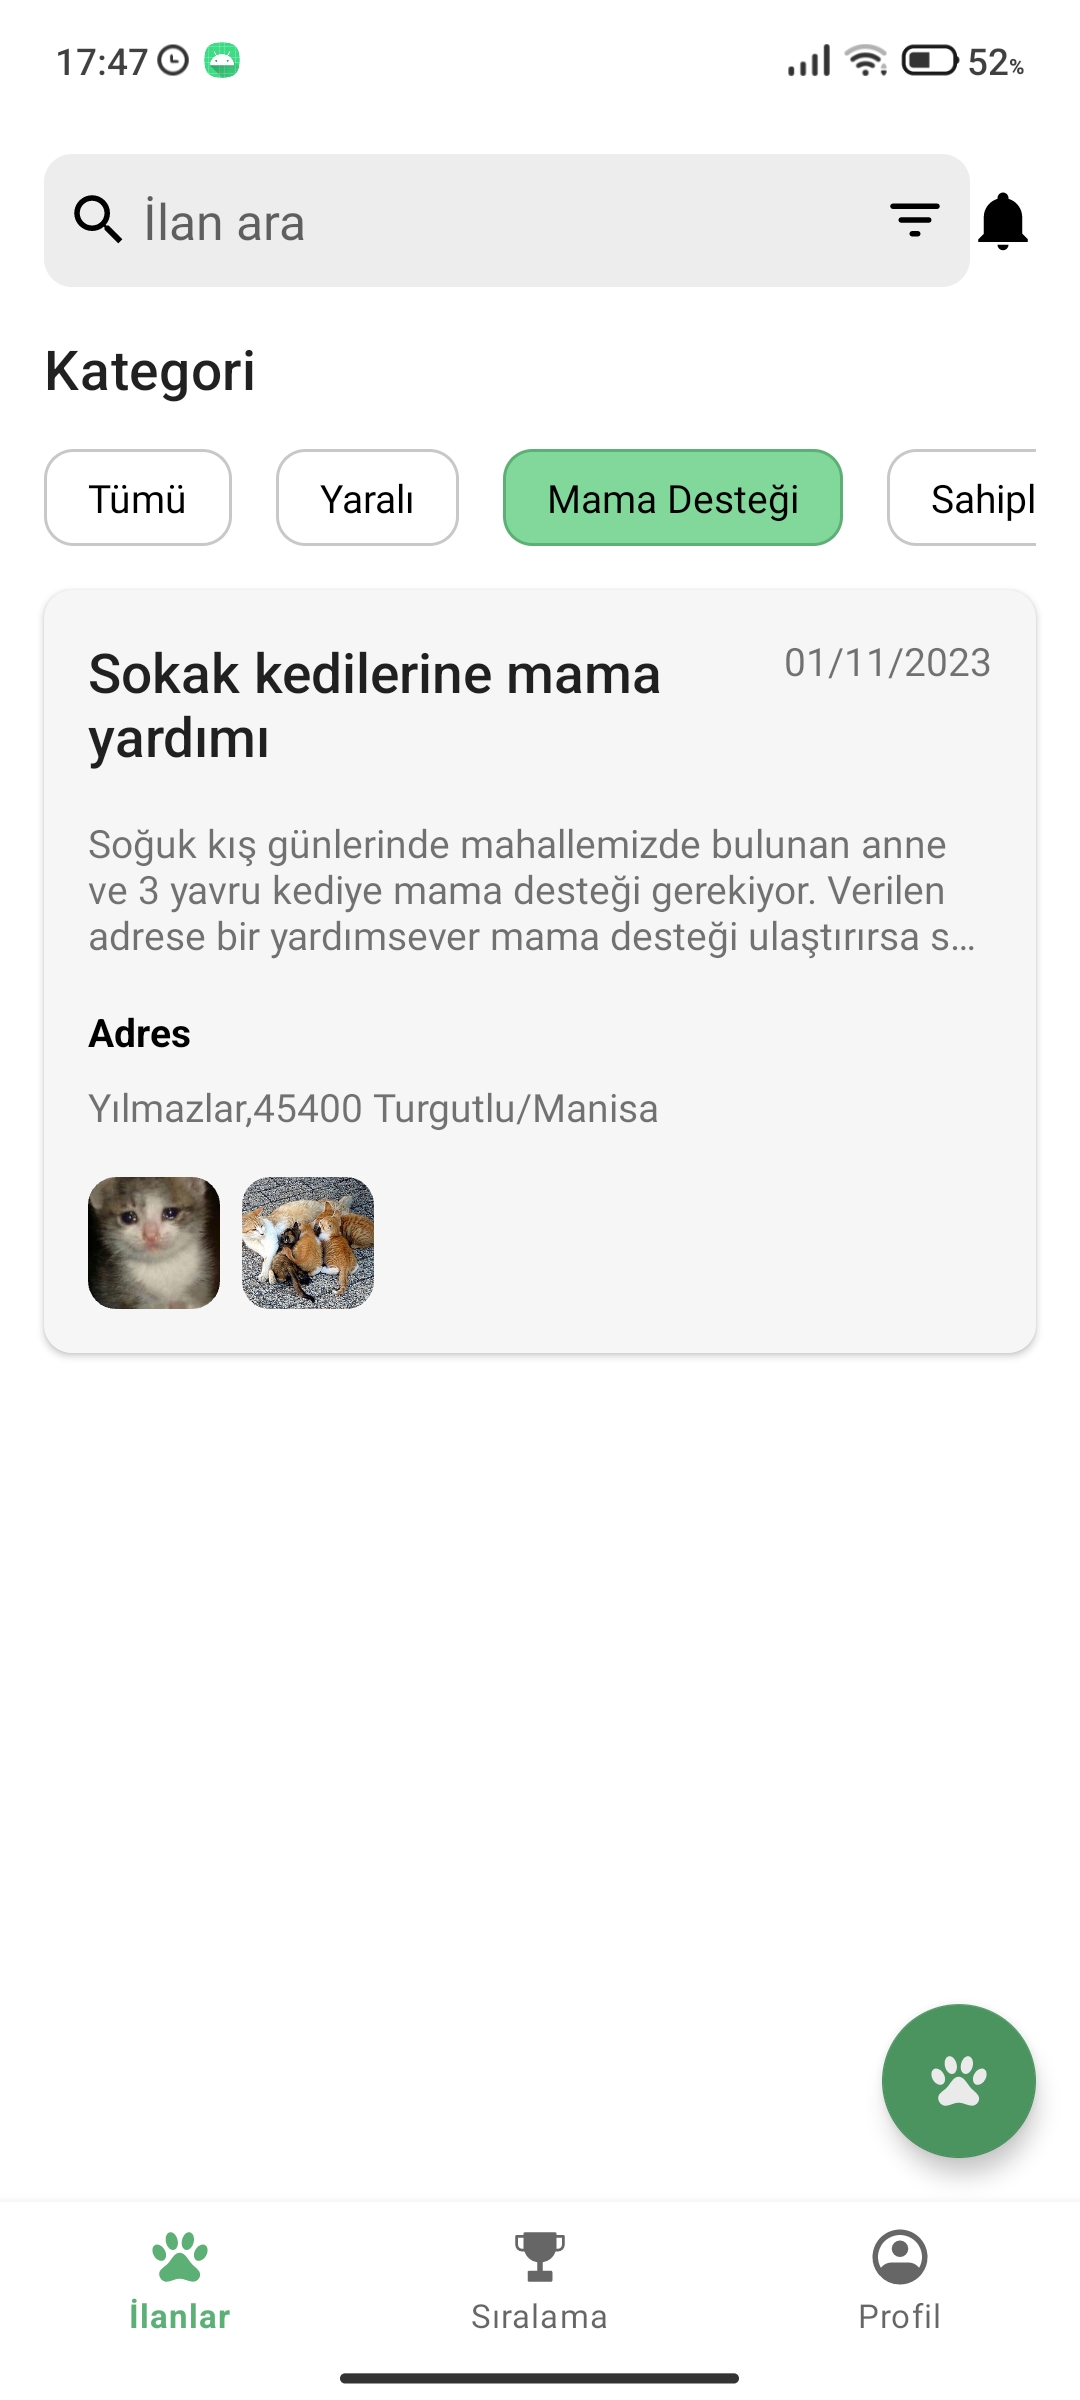 17:47
52%
İlan ara
Kategori
Tümü
Yaralı
Mama Desteği
Sahipl
Sokak kedilerine mama
yardımı
01/11/2023
Soğuk kış günlerinde mahallemizde bulunan anne
ve 3 yavru kediye mama desteği gerekiyor. Verilen
adrese bir yardımsever mama desteği ulaştırırsa s...
Adres
Yılmazlar,45400 Turgutlu/Manisa
İlanlar
Sıralama
Profil